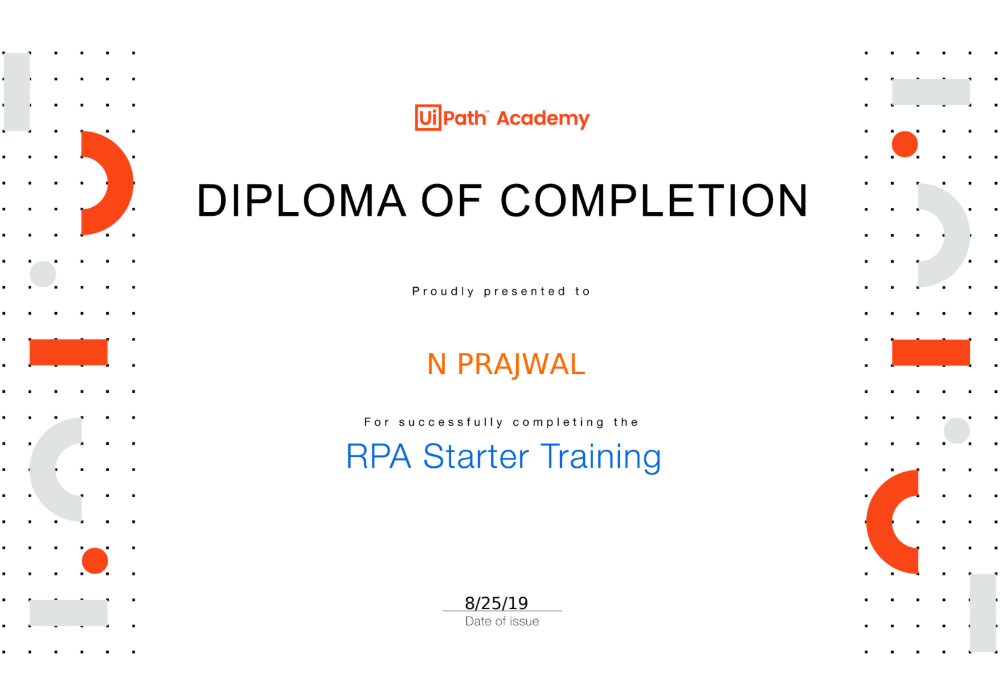 UiPath™ Academy
DIPLOMA OF COMPLETION
Proudly presented to
N PRAJWAL
For successfully completing the
RPA Starter Training
8/25/19
Date of issue